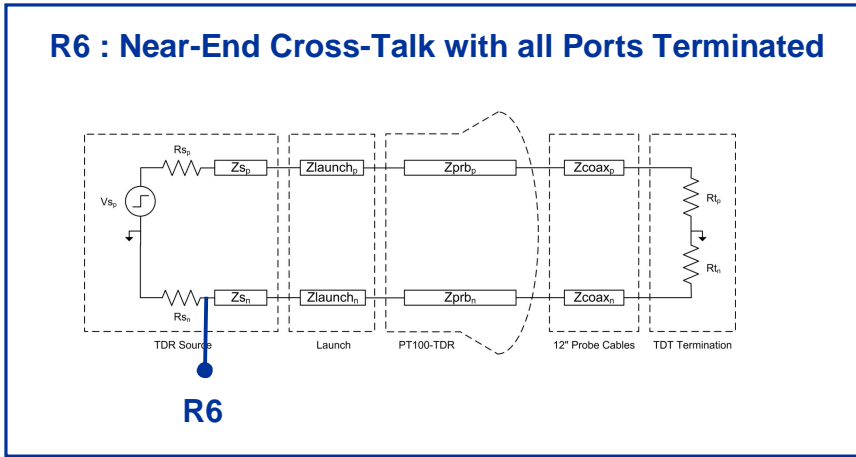 R6 : Near-End Cross-Talk with all Ports Terminated
Rsp
Zsp
Zlaunchp
Zprbp
Zcoaxp
Vsp
Rtp
Rtn
Zsn
Zlaunchn
Zprbn
Zcoaxn
Rsn
TDR Source
Launch
PT100-TDR
12" Probe Cables
TDT Termination
R6